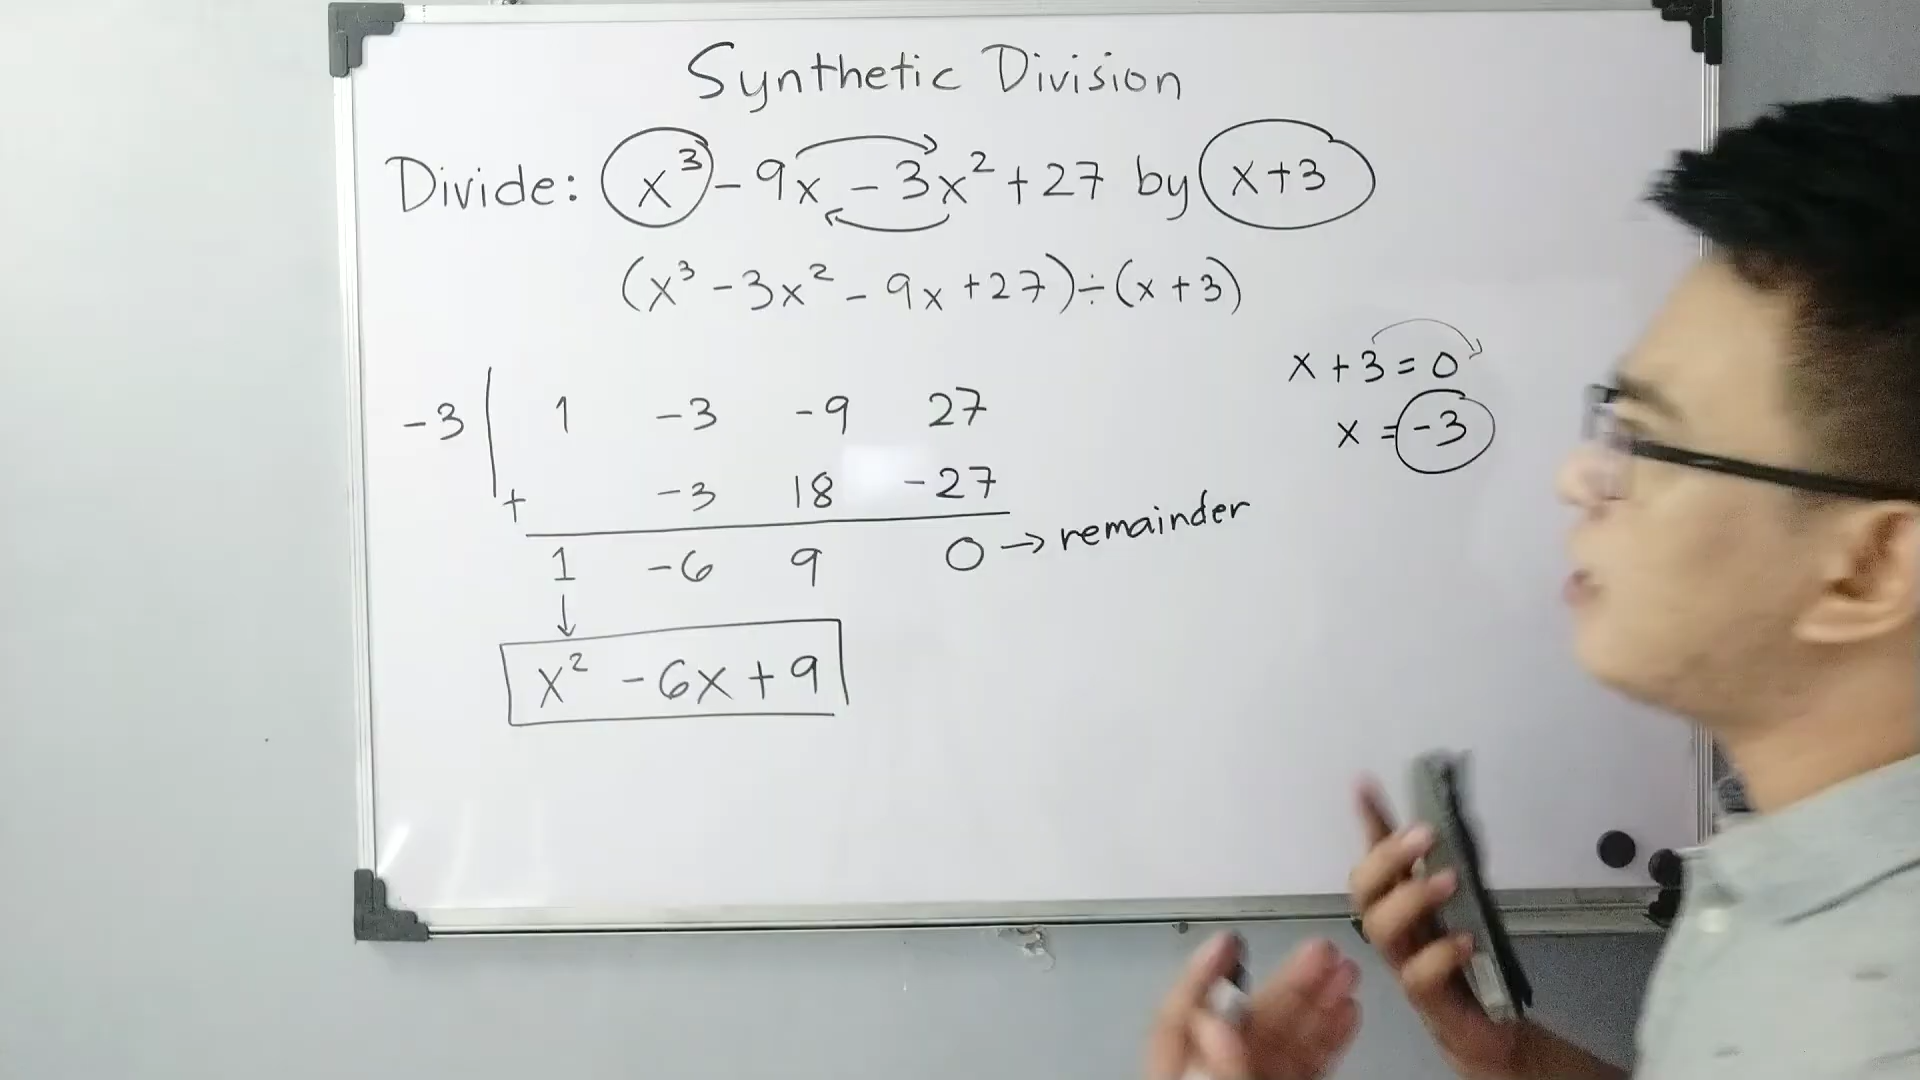 Synthetic Division
Divide: x³ - 9x - 3x² + 27 by x+3
(x³ - 3x² - 9x + 27) ÷ (x + 3)
x + 3 = 0
x = -3
-3 | 1 -3 -9 27
+ -3 18 -27
1 -6 9 0 → remainder
↓
x² - 6x + 9